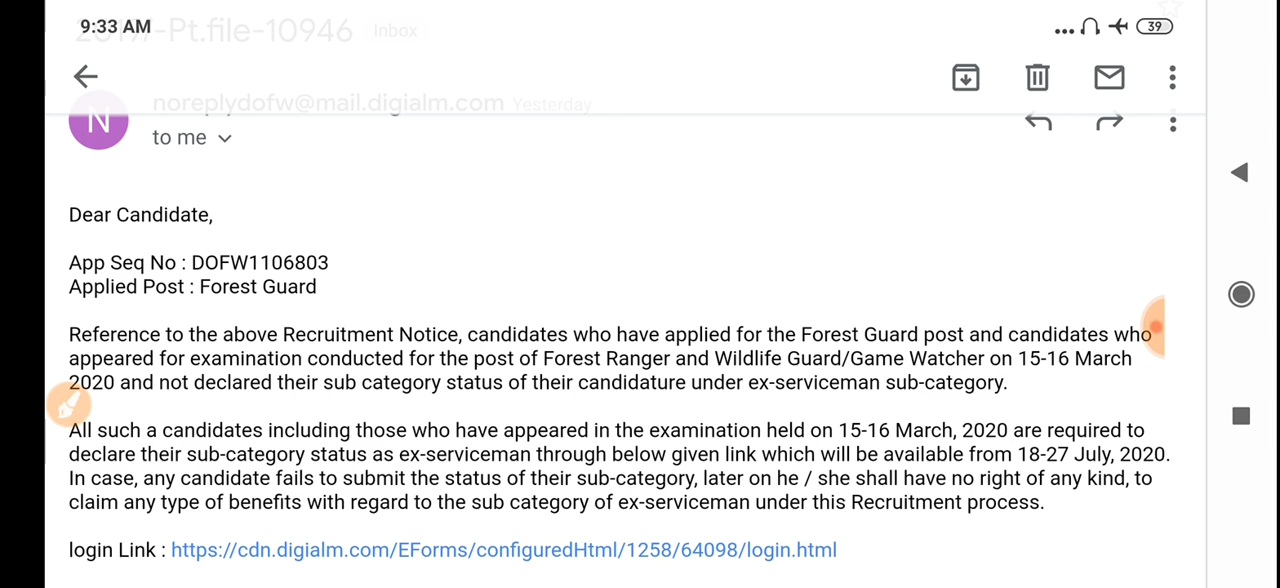 9:33 AM
39
-Pt.file-10946 Inbox
noreplydofw@mail.digialm.com Yesterday
N
to me
Dear Candidate,
App Seq No : DOFW1106803
Applied Post : Forest Guard
Reference to the above Recruitment Notice, candidates who have applied for the Forest Guard post and candidates who
appeared for examination conducted for the post of Forest Ranger and Wildlife Guard/Game Watcher on 15-16 March
2020 and not declared their sub category status of their candidature under ex-serviceman sub-category.
All such a candidates including those who have appeared in the examination held on 15-16 March, 2020 are required to
declare their sub-category status as ex-serviceman through below given link which will be available from 18-27 July, 2020.
In case, any candidate fails to submit the status of their sub-category, later on he / she shall have no right of any kind, to
claim any type of benefits with regard to the sub category of ex-serviceman under this Recruitment process.
login Link : https://cdn.digialm.com/EForms/configuredHtml/1258/64098/login.html